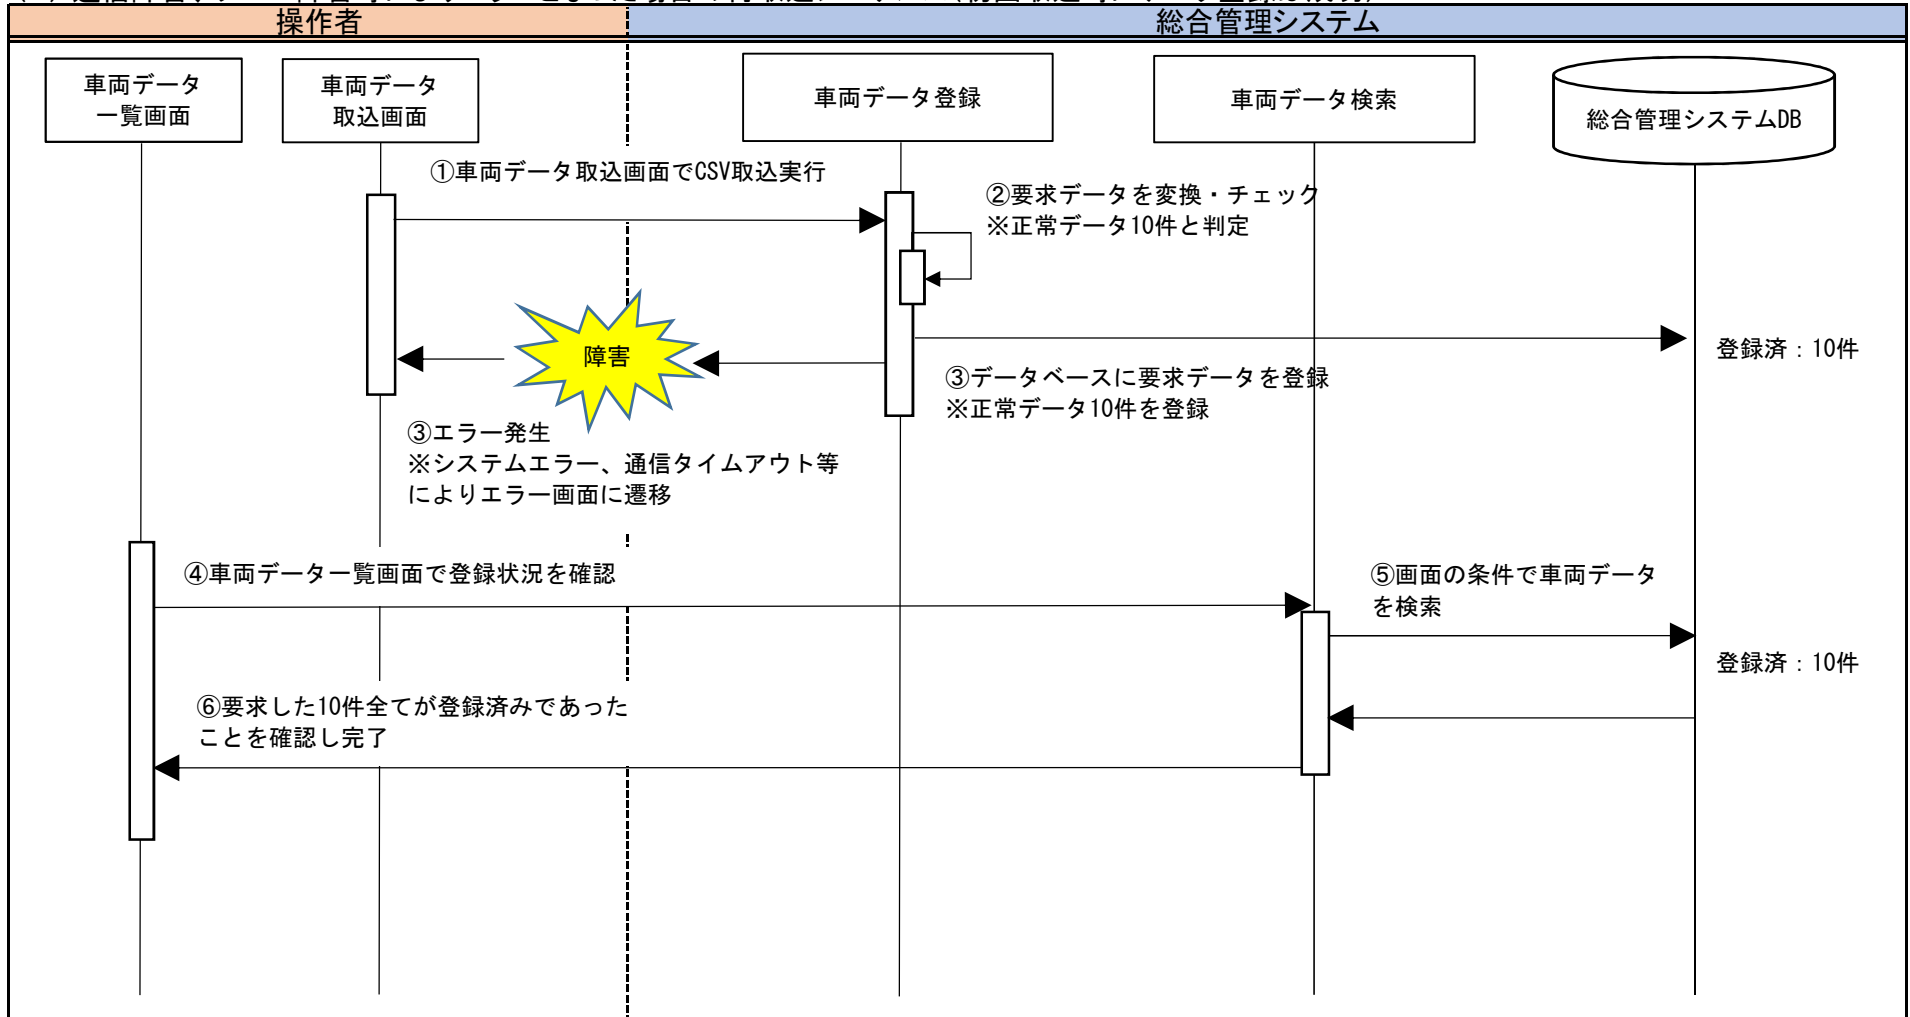 操作者
総合管理システム
車両データ
一覧画面
車両データ
取込画面
車両データ登録
車両データ検索
総合管理システムDB
①車両データ取込画面でCSV取込実行
②要求データを変換・チェック
※正常データ10件と判定
障害
登録済：10件
③データベースに要求データを登録
※正常データ10件を登録
③エラー発生
※システムエラー、通信タイムアウト等
によりエラー画面に遷移
④車両データ一覧画面で登録状況を確認
⑤画面の条件で車両データ
を検索
登録済：10件
⑥要求した10件全てが登録済みであった
ことを確認し完了